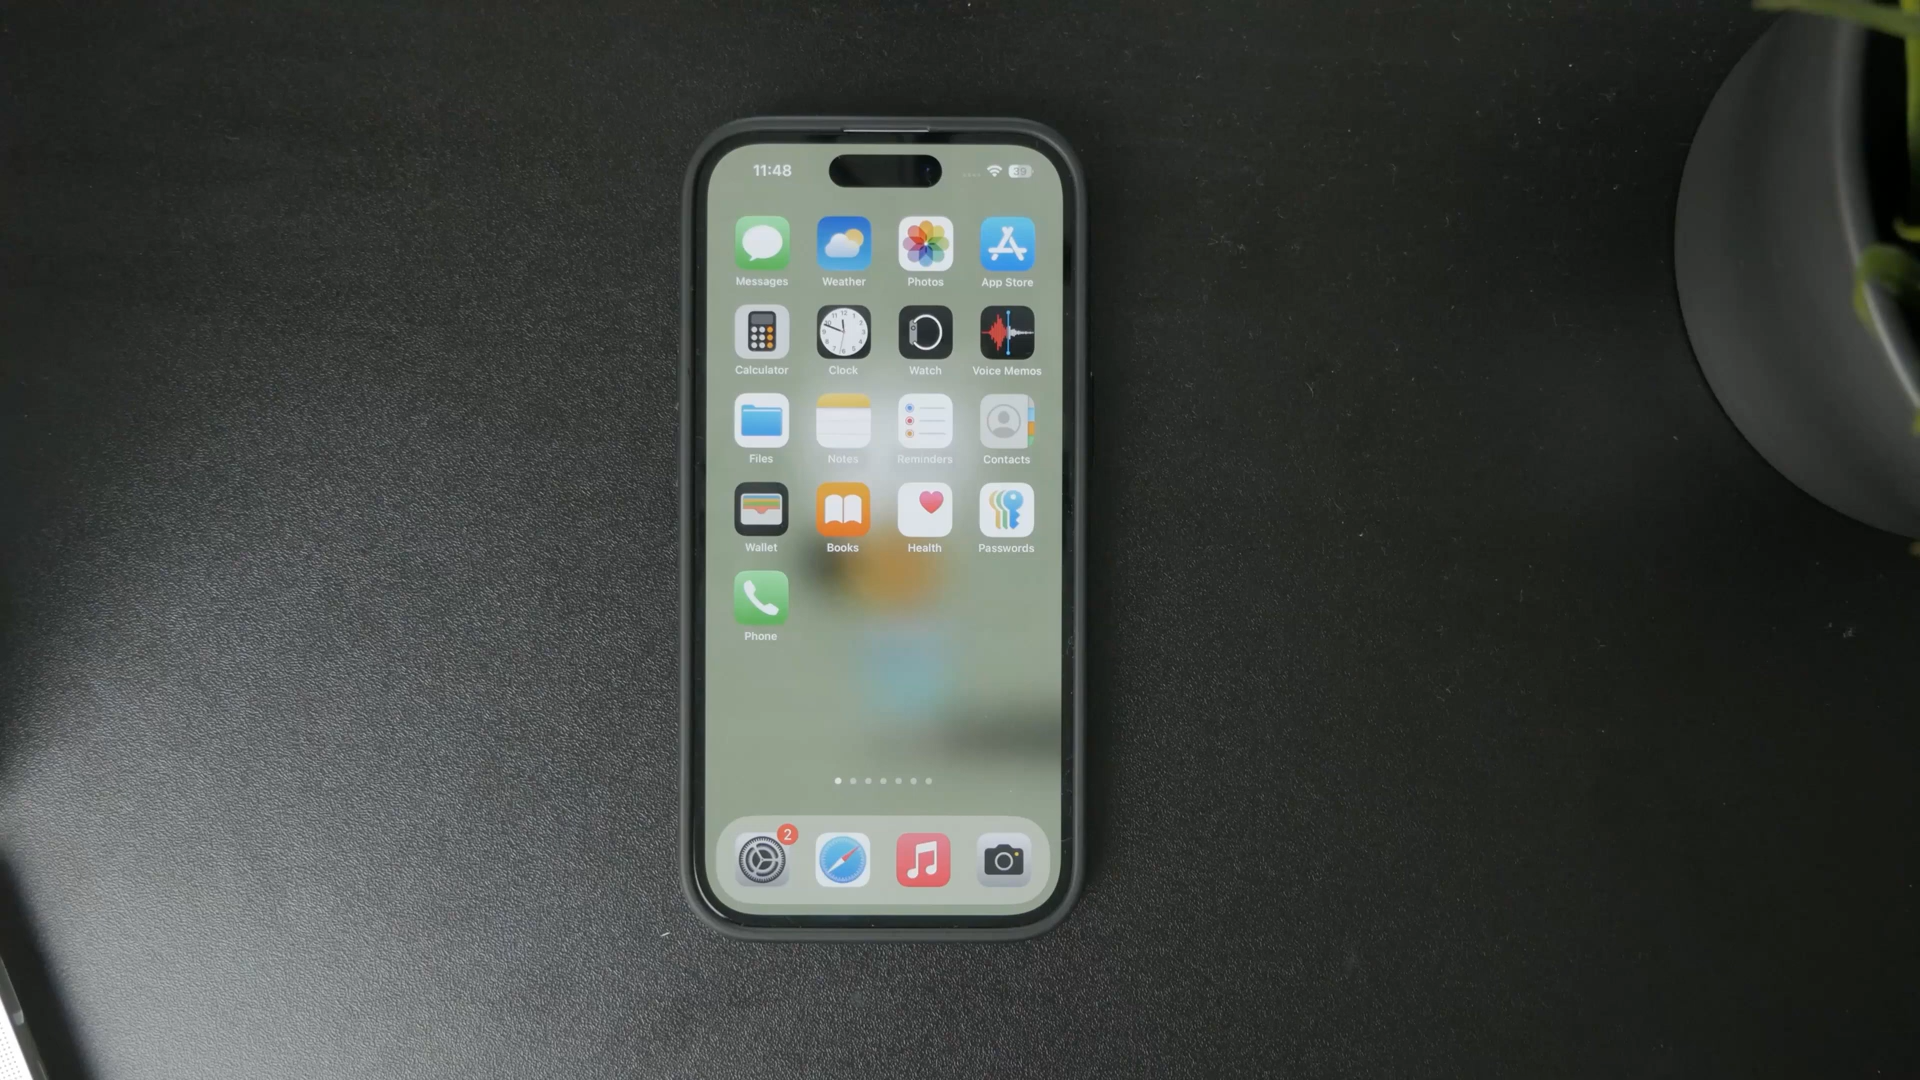 11:48 39
Messages Weather Photos App Store
Calculator Clock Watch Voice Memos
Files Notes Reminders Contacts
Wallet Books Health Passwords
Phone
2